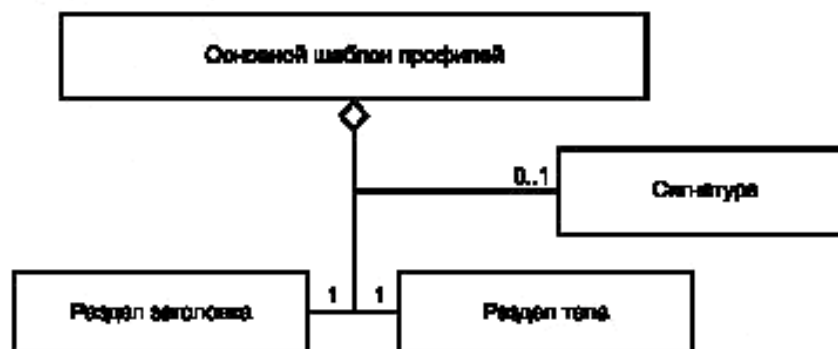 Основной шаблон профилей
0..1
Сигнатура
1
1
Раздел заголовка
Раздел тела